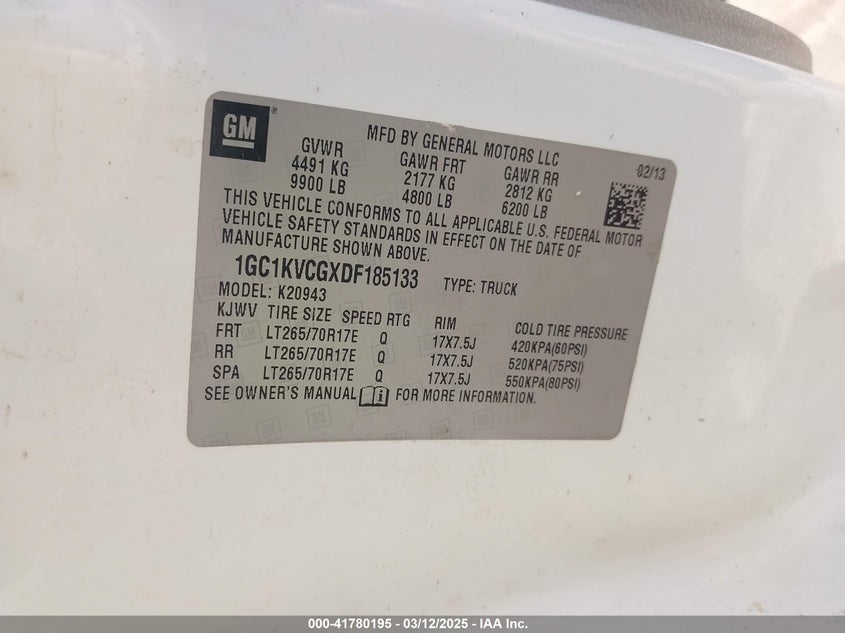 GM ®
MFD BY GENERAL MOTORS LLC 02/13
GVWR GAWR FRT GAWR RR
4491 KG 2177 KG 2812 KG
9900 LB 4800 LB 6200 LB
THIS VEHICLE CONFORMS TO ALL APPLICABLE U.S. FEDERAL MOTOR
VEHICLE SAFETY STANDARDS IN EFFECT ON THE DATE OF
MANUFACTURE SHOWN ABOVE.
1GC1KVCGXDF185133 TYPE: TRUCK
MODEL: K20943
KJWV TIRE SIZE SPEED RTG RIM COLD TIRE PRESSURE
FRT LT265/70R17E Q 17X7.5J 420KPA(60PSI)
RR LT265/70R17E Q 17X7.5J 520KPA(75PSI)
SPA LT265/70R17E Q 17X7.5J 550KPA(80PSI)
SEE OWNER'S MANUAL i FOR MORE INFORMATION.
000-41780195 - 03/12/2025 - IAA Inc.